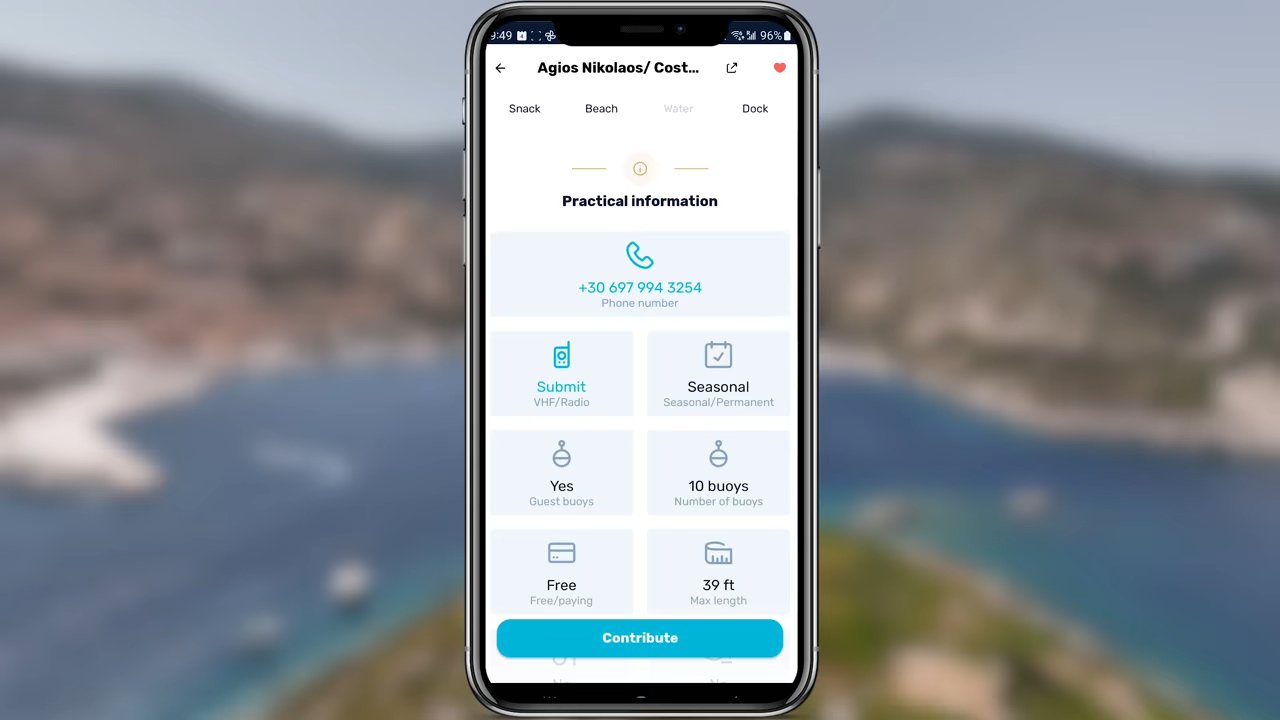 9:49 96%
Agios Nikolaos/ Cost...
Snack Beach Water Dock
Practical information
+30 697 994 3254
Phone number
Submit Seasonal
VHF/Radio Seasonal/Permanent
Yes 10 buoys
Guest buoys Number of buoys
Free 39 ft
Free/paying Max length
Contribute